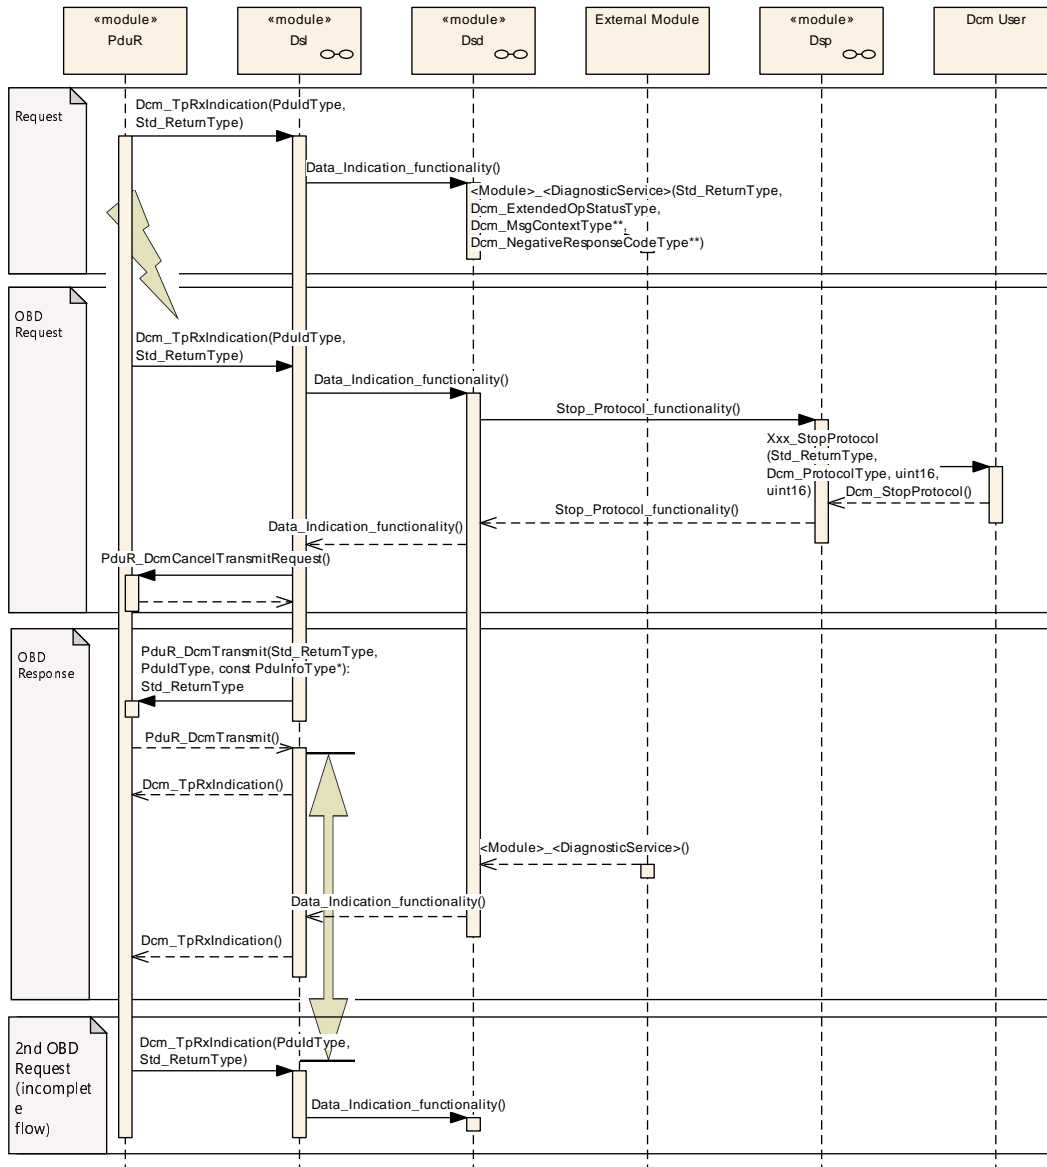 «module»
PduR
«module»
Dsl
«module»
Dsd
External Module
«module»
Dsp
Dcm User
Request
Dcm_TpRxIndication(PduIdType,
Std_ReturnType)
Data_Indication_functionality()
<Module>_<DiagnosticService>(Std_ReturnType,
Dcm_ExtendedOpStatusType,
Dcm_MsgContextType**,
Dcm_NegativeResponseCodeType**)
OBD
Request
Dcm_TpRxIndication(PduIdType,
Std_ReturnType)
Data_Indication_functionality()
Stop_Protocol_functionality()
Xxx_StopProtocol
(Std_ReturnType,
Dcm_ProtocolType, uint16,
uint16)
Dcm_StopProtocol()
Stop_Protocol_functionality()
Data_Indication_functionality()
PduR_DcmCancelTransmitRequest()
OBD
Response
PduR_DcmTransmit(Std_ReturnType,
PduIdType, const PduInfoType*):
Std_ReturnType
PduR_DcmTransmit()
Dcm_TpRxIndication()
<Module>_<DiagnosticService>()
Data_Indication_functionality()
Dcm_TpRxIndication()
2nd OBD
Request
(incomplet
e
flow)
Dcm_TpRxIndication(PduIdType,
Std_ReturnType)
Data_Indication_functionality()